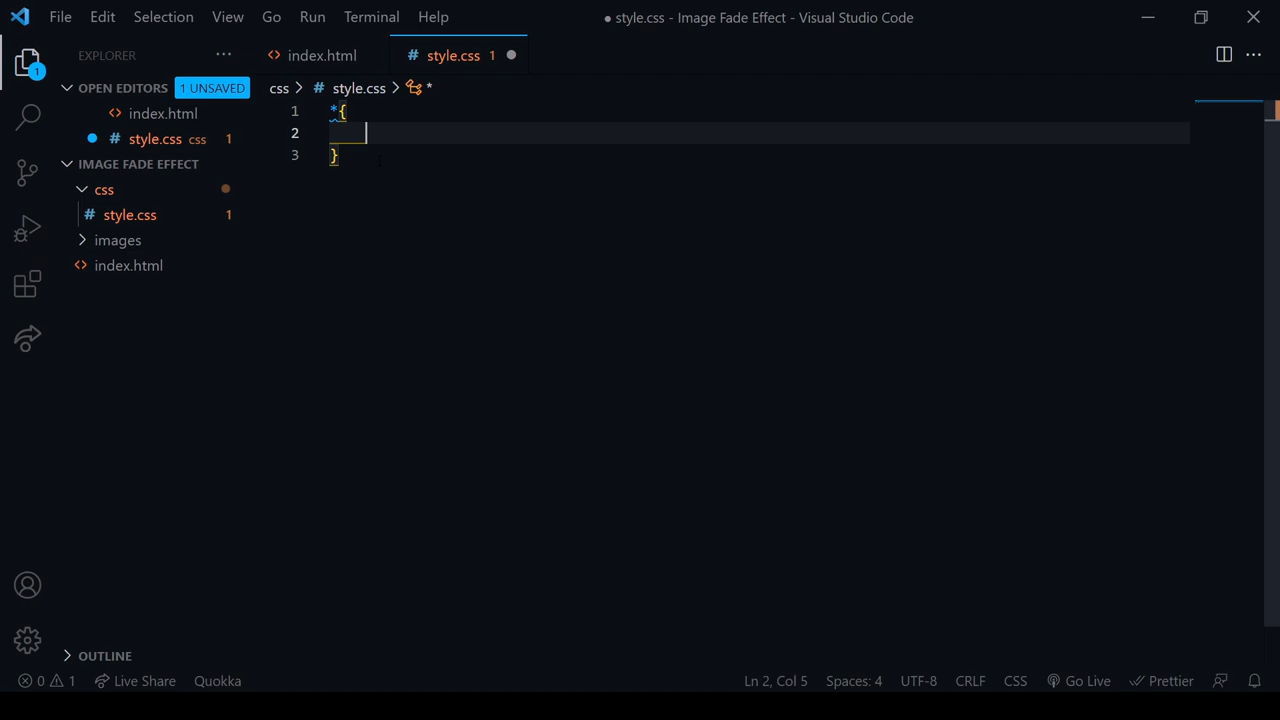 File Edit Selection View Go Run Terminal Help
● style.css - Image Fade Effect - Visual Studio Code
EXPLORER ···
<> index.html
# style.css 1 ●
1
OPEN EDITORS 1 UNSAVED
<> index.html
# style.css css 1
IMAGE FADE EFFECT
css
# style.css 1
images
<> index.html
OUTLINE
css > # style.css > *
1 *{
2
3 }
0 1 Live Share Quokka
Ln 2, Col 5 Spaces: 4 UTF-8 CRLF CSS Go Live Prettier